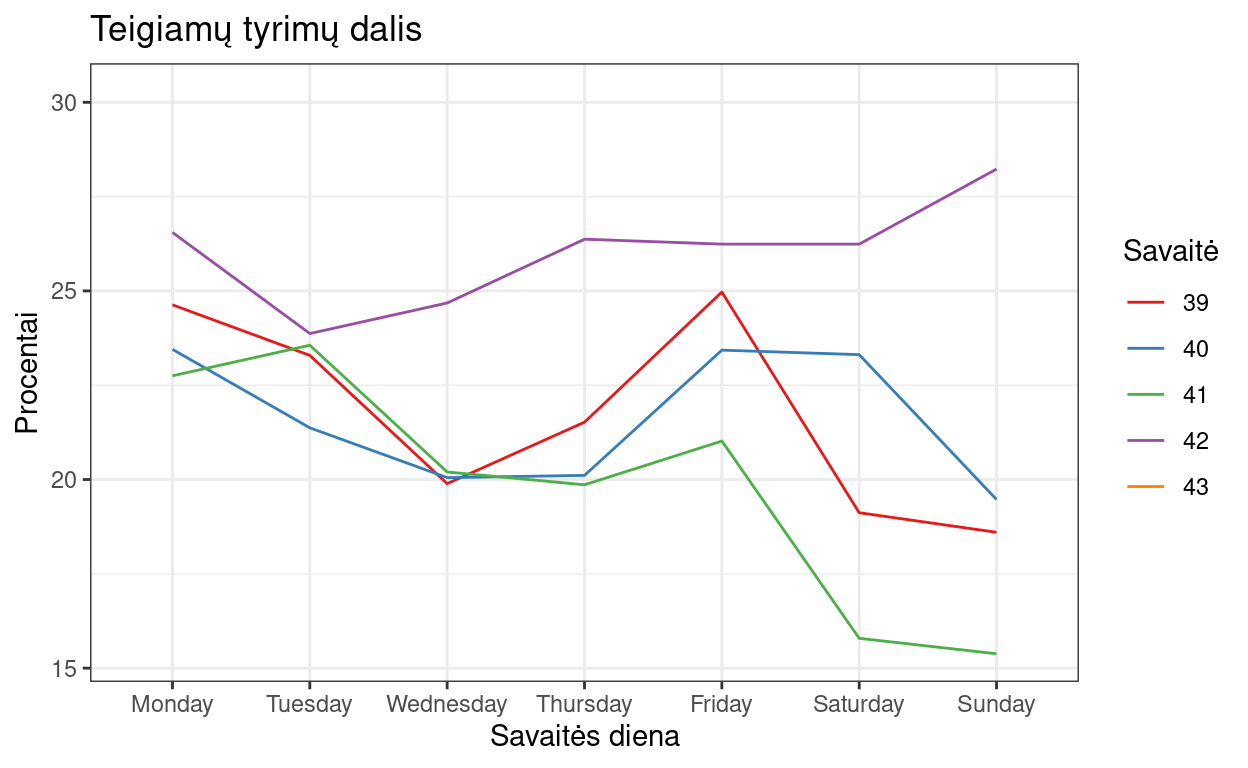 Teigiamų tyrimų dalis
Procentai
30
25
20
15
Monday Tuesday Wednesday Thursday Friday Saturday Sunday
Savaitės diena
Savaitė
39
40
41
42
43